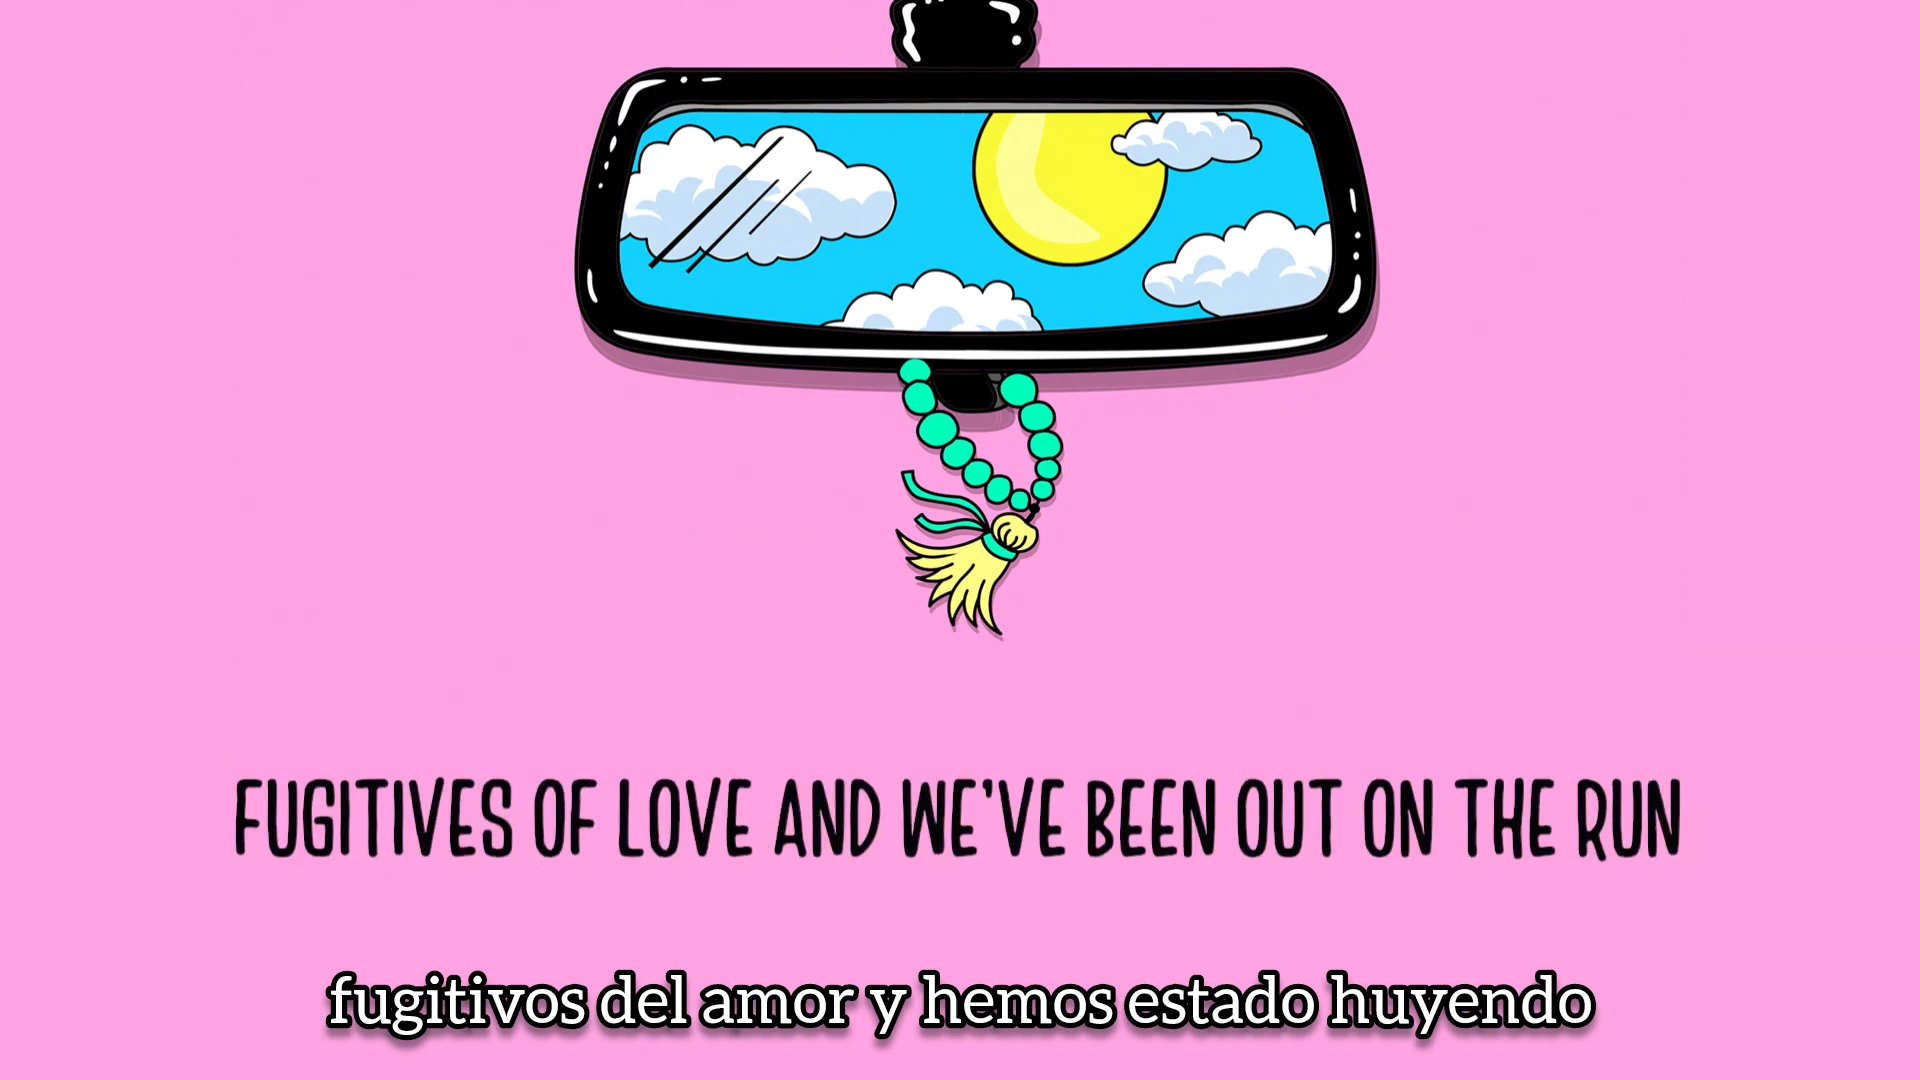 FUGITIVES OF LOVE AND WE'VE BEEN OUT ON THE RUN
fugitivos del amor y hemos estado huyendo